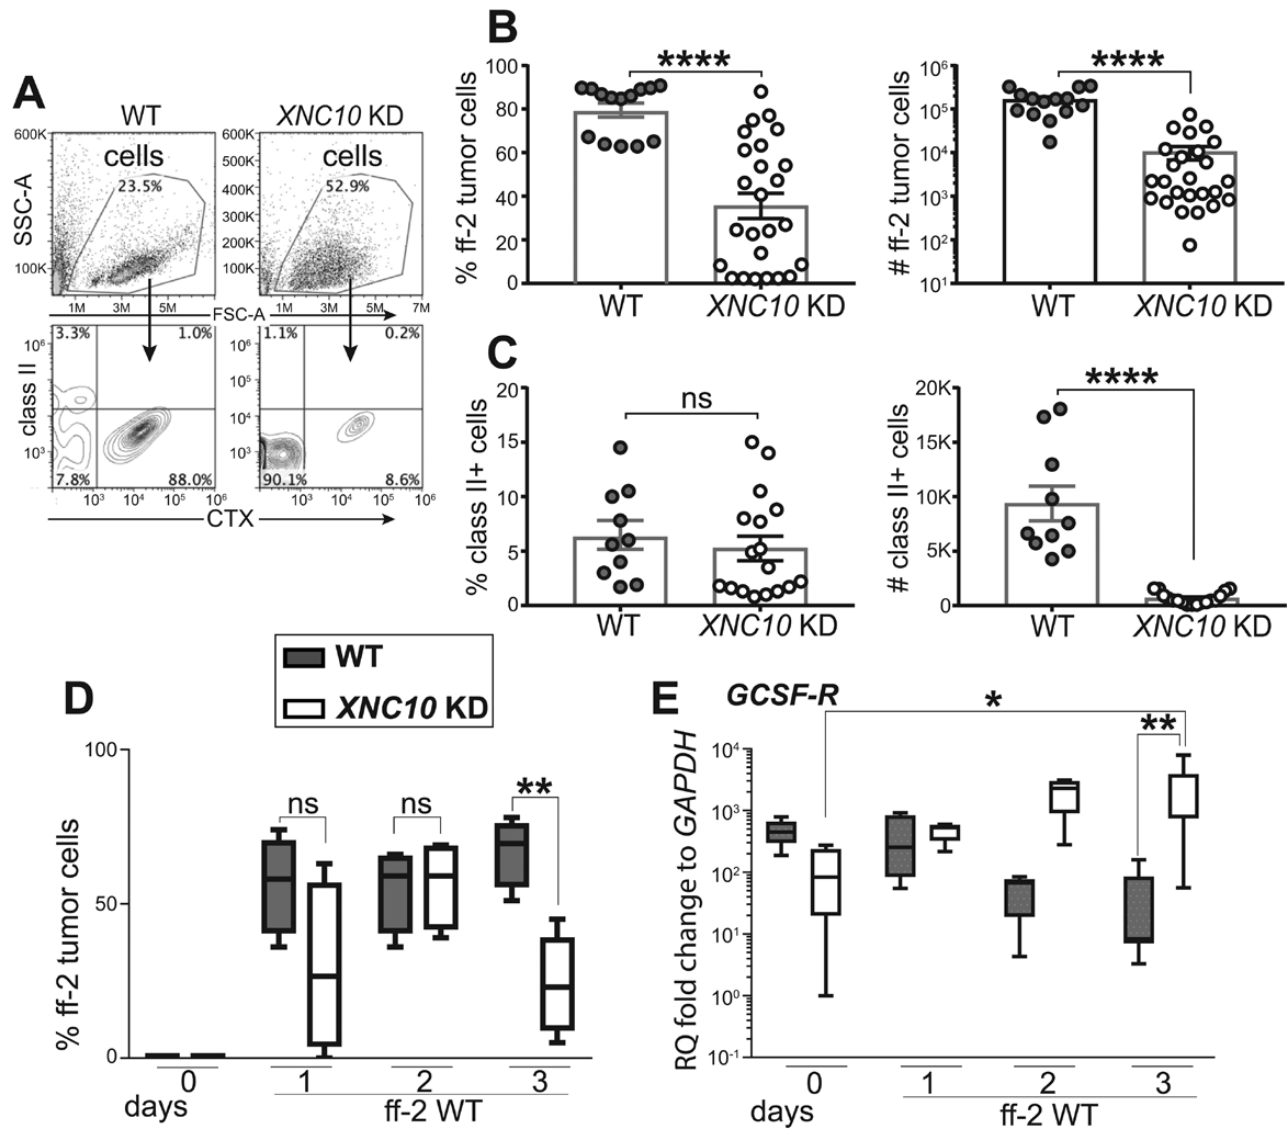 A
WT
XNC10 KD
SSC-A
600K
500K
400K
300K
200K
100K
cells
23.5%
600K
500K
400K
300K
200K
100K
cells
52.9%
1M 3M 5M
FSC-A
1M 3M 5M 7M
class II
10⁶
10⁵
10⁴
10³
3.3% 1.0%
7.8% 88.0%
10³ 10⁴ 10⁵ 10⁶
10⁶
10⁵
10⁴
10³
1.1% 0.2%
90.1% 8.6%
10³ 10⁴ 10⁵ 10⁶
CTX
B
% ff-2 tumor cells
100
80
60
40
20
0
****
WT XNC10 KD
# ff-2 tumor cells
10⁶
10⁵
10⁴
10³
10²
10¹
****
WT XNC10 KD
C
% class II+ cells
20
15
10
5
0
ns
WT XNC10 KD
# class II+ cells
20K
15K
10K
5K
0
****
WT XNC10 KD
WT
XNC10 KD
D
% ff-2 tumor cells
100
50
0
ns
ns
**
0 1 2 3
days
ff-2 WT
E
GCSF-R
RQ fold change to GAPDH
10⁴
10³
10²
10¹
10⁰
10⁻¹
*
**
0 1 2 3
days
ff-2 WT